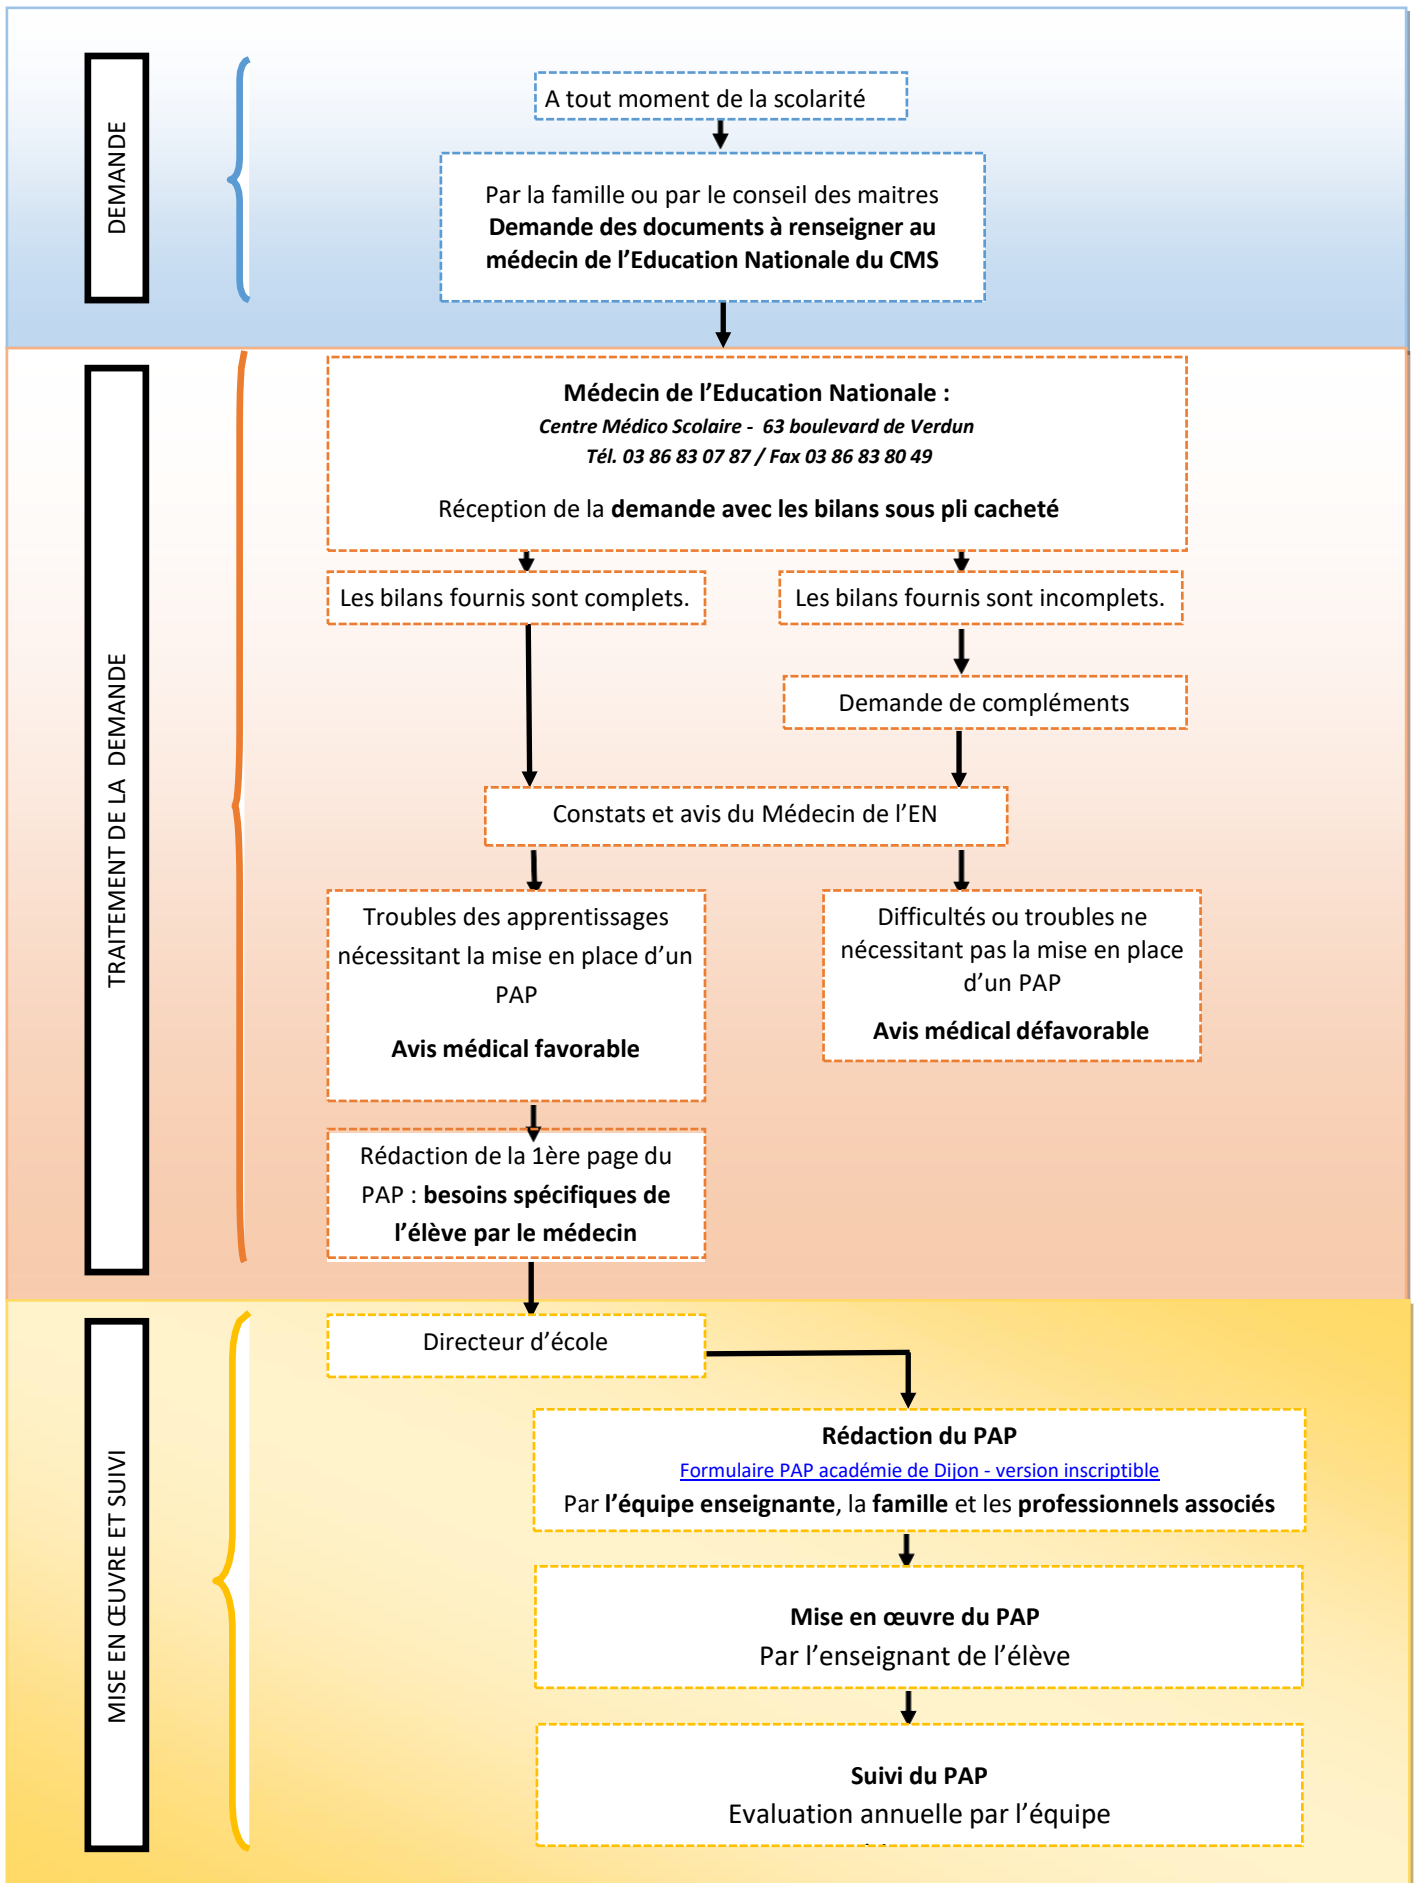 DEMANDE
A tout moment de la scolarité
Par la famille ou par le conseil des maitres
Demande des documents à renseigner au
médecin de l’Education Nationale du CMS
TRAITEMENT DE LA DEMANDE
Médecin de l’Education Nationale :
Centre Médico Scolaire - 63 boulevard de Verdun
Tél. 03 86 83 07 87 / Fax 03 86 83 80 49
Réception de la demande avec les bilans sous pli cacheté
Les bilans fournis sont complets.
Les bilans fournis sont incomplets.
Demande de compléments
Constats et avis du Médecin de l’EN
Troubles des apprentissages
nécessitant la mise en place d’un
PAP
Avis médical favorable
Difficultés ou troubles ne
nécessitant pas la mise en place
d’un PAP
Avis médical défavorable
Rédaction de la 1ère page du
PAP : besoins spécifiques de
l’élève par le médecin
MISE EN ŒUVRE ET SUIVI
Directeur d’école
Rédaction du PAP
Formulaire PAP académie de Dijon - version inscriptible
Par l’équipe enseignante, la famille et les professionnels associés
Mise en œuvre du PAP
Par l’enseignant de l’élève
Suivi du PAP
Evaluation annuelle par l’équipe